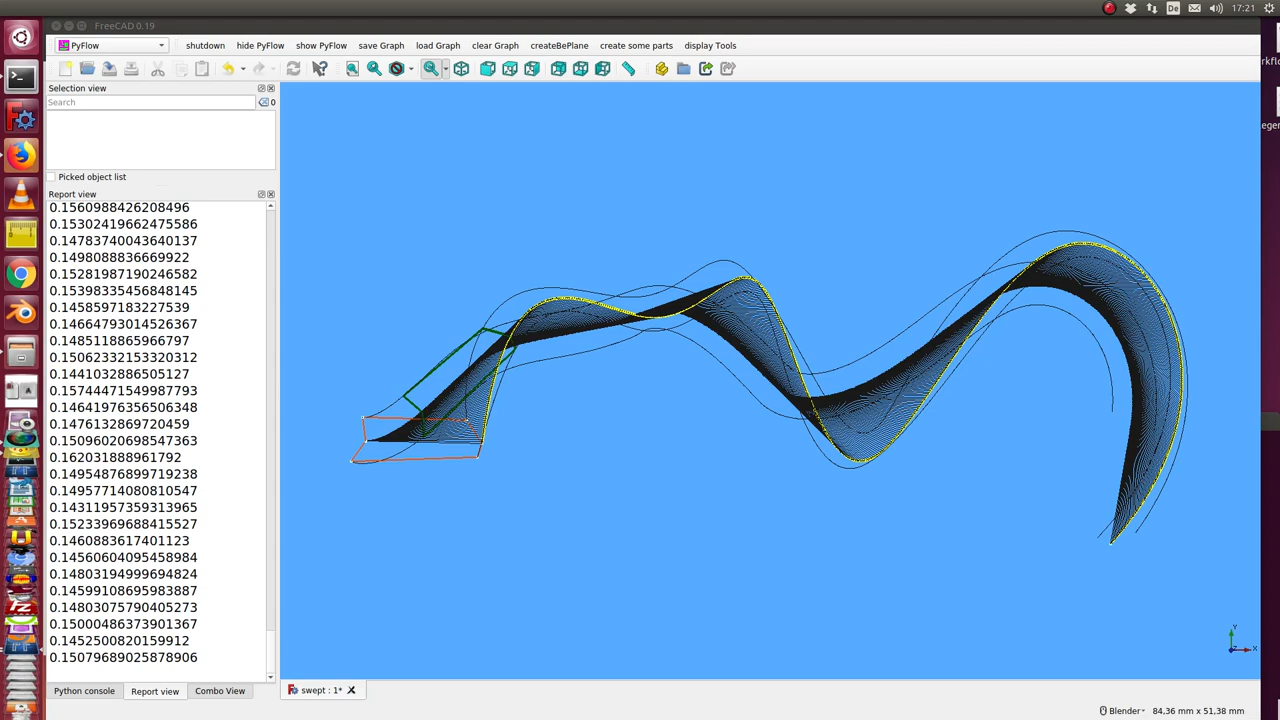 De
17:21
FreeCAD 0.19
PyFlow
shutdown
hide PyFlow
show PyFlow
save Graph
load Graph
clear Graph
createBePlane
create some parts
display Tools
Selection view
Search
0
Picked object list
Report view
0.1560988426208496
0.15302419662475586
0.14783740043640137
0.1498088836669922
0.15281987190246582
0.15398335456848145
0.14585971832275​39
0.14664793014526367
0.1485118865966797
0.15062332153320312
0.1441032886505127
0.15744471549987793
0.14641976356506348
0.1476132869720459
0.15096020698547363
0.162031888961792
0.14954876899719238
0.14957714080810547
0.14311957359313965
0.15233969688415527
0.1460883617401123
0.14560604095458984
0.14803194999694824
0.14599108695983887
0.14803075790405273
0.15000486373901367
0.1452500820159912
0.15079689025878906
Python console
Report view
Combo View
swept : 1*
Y
X
Blender
84,36 mm x 51,38 mm